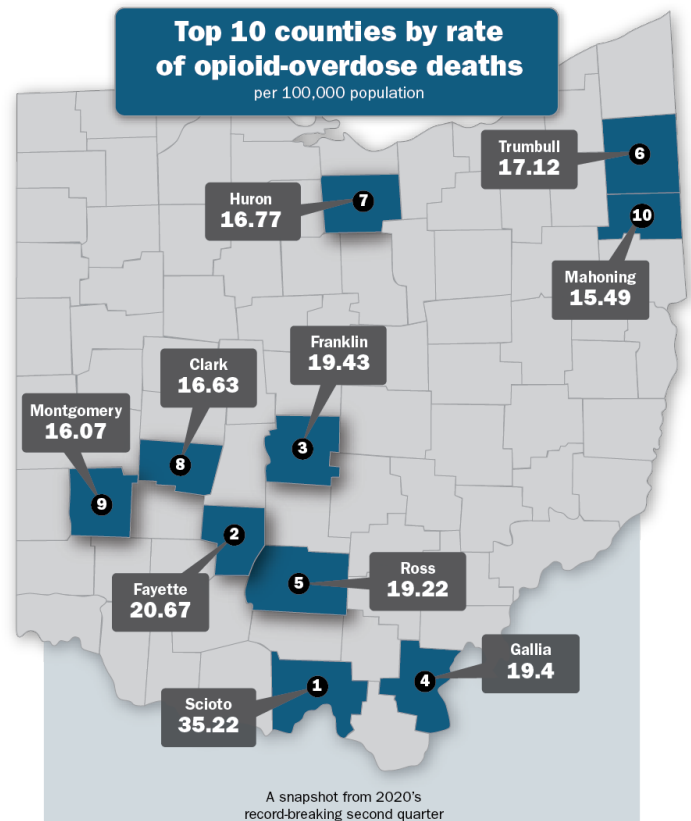 Top 10 counties by rate
of opioid-overdose deaths
per 100,000 population
Trumbull
17.12
6
Huron
16.77
7
10
Mahoning
15.49
Franklin
19.43
3
Clark
16.63
8
Montgomery
16.07
9
2
Fayette
20.67
5
Ross
19.22
Gallia
19.4
4
1
Scioto
35.22
A snapshot from 2020’s
record-breaking second quarter